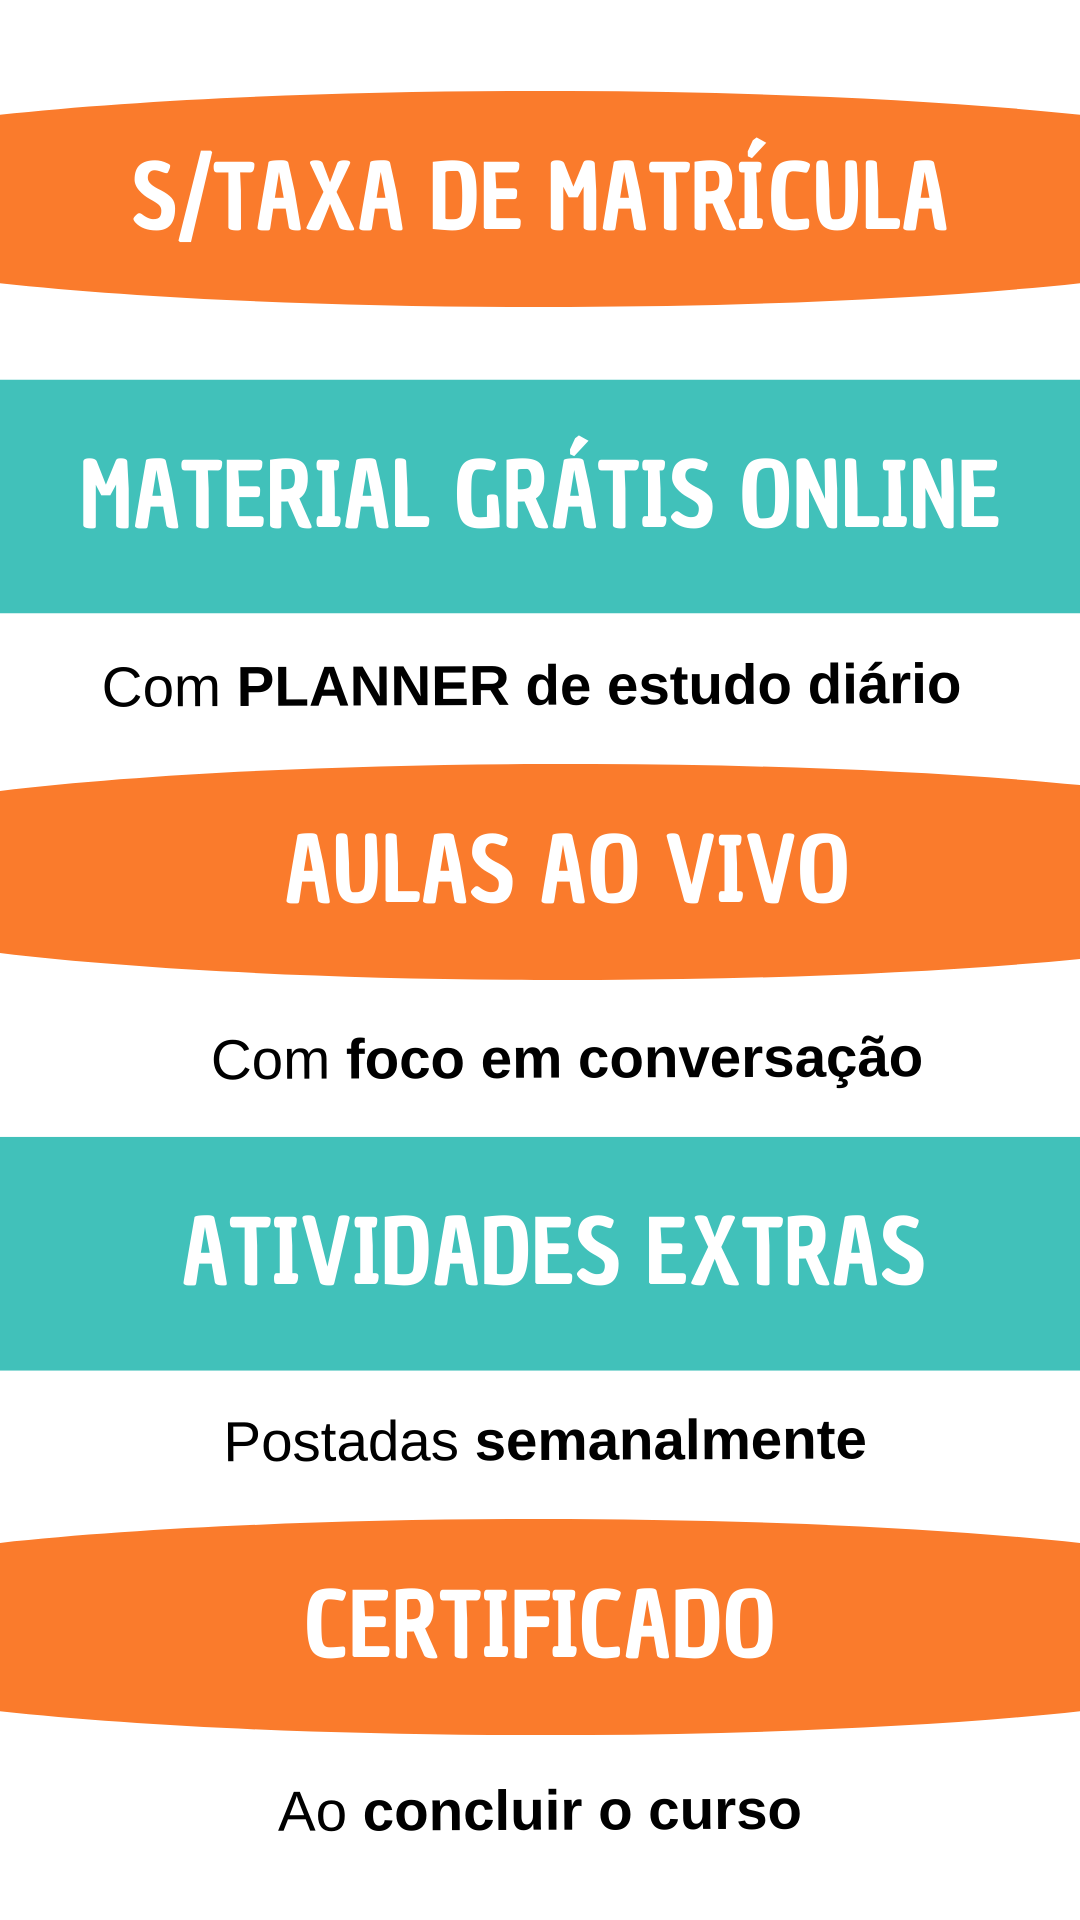 S/TAXA DE MATRÍCULA
MATERIAL GRÁTIS ONLINE
Com PLANNER de estudo diário
AULAS AO VIVO
Com foco em conversação
ATIVIDADES EXTRAS
Postadas semanalmente
CERTIFICADO
Ao concluir o curso